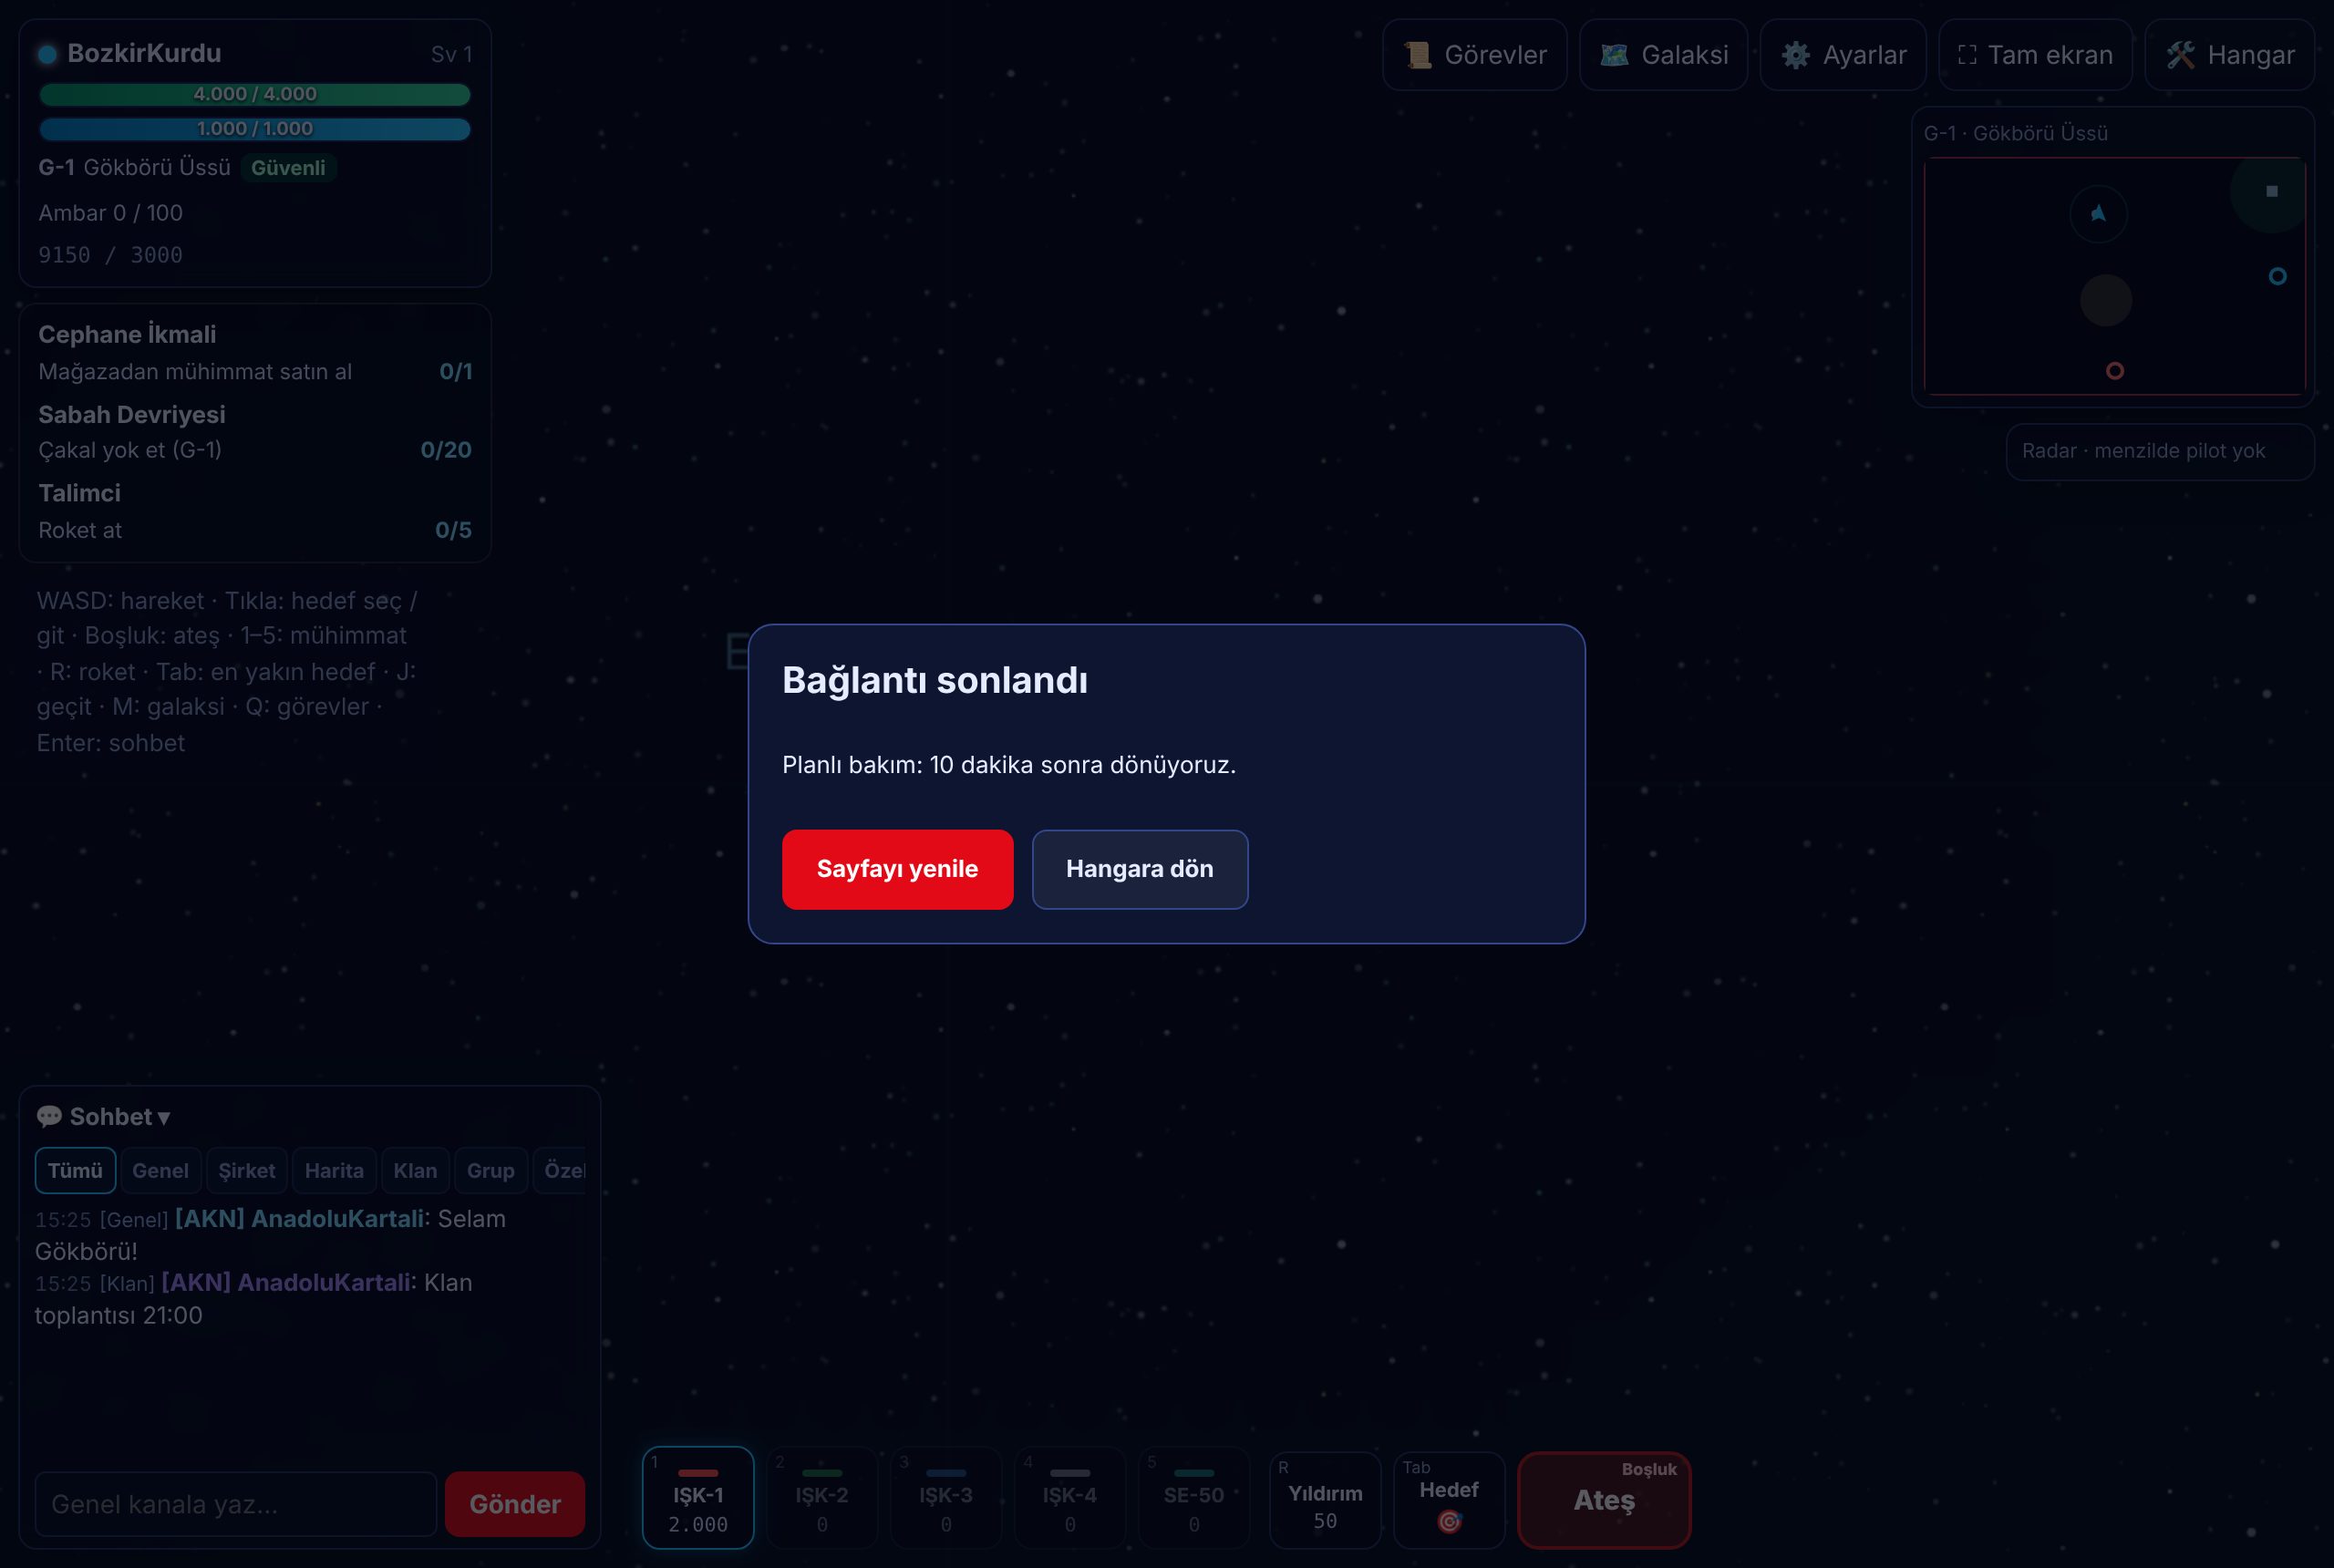 BozkirKurdu Sv 1
4.000 / 4.000
1.000 / 1.000
G-1 Gökbörü Üssü Güvenli
Ambar 0 / 100
9150 / 3000
Cephane İkmali
Mağazadan mühimmat satın al 0/1
Sabah Devriyesi
Çakal yok et (G-1) 0/20
Talimci
Roket at 0/5
WASD: hareket · Tıkla: hedef seç /
git · Boşluk: ateş · 1–5: mühimmat
· R: roket · Tab: en yakın hedef · J:
geçit · M: galaksi · Q: görevler ·
Enter: sohbet
Görevler Galaksi Ayarlar Tam ekran Hangar
G-1 · Gökbörü Üssü
Radar · menzilde pilot yok
Bağlantı sonlandı
Planlı bakım: 10 dakika sonra dönüyoruz.
Sayfayı yenile Hangara dön
Sohbet ▾
Tümü Genel Şirket Harita Klan Grup Özel
15:25 [Genel] [AKN] AnadoluKartali: Selam
Gökbörü!
15:25 [Klan] [AKN] AnadoluKartali: Klan
toplantısı 21:00
Genel kanala yaz...
Gönder
1 IŞK-1 2.000
2 IŞK-2 0
3 IŞK-3 0
4 IŞK-4 0
5 SE-50 0
R Yıldırım 50
Tab Hedef
Boşluk Ateş